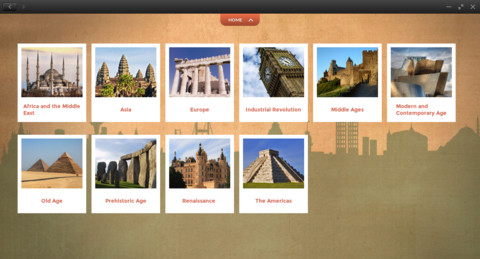 HOME
Africa and the Middle
East
Asia
Europe
Industrial Revolution
Middle Ages
Modern and
Contemporary Age
Old Age
Prehistoric Age
Renaissance
The Americas